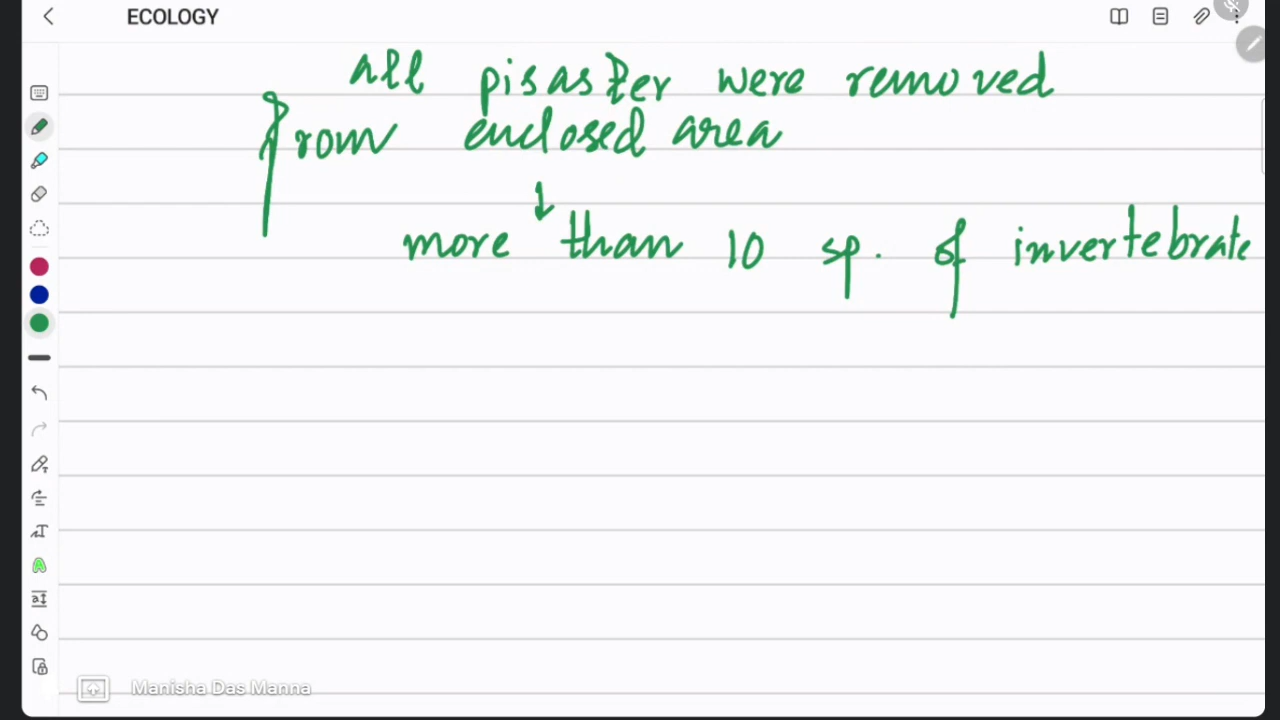 ECOLOGY
all pisaster were removed
from enclosed area
↓
more than 10 sp. of invertebrate
Manisha Das Manna